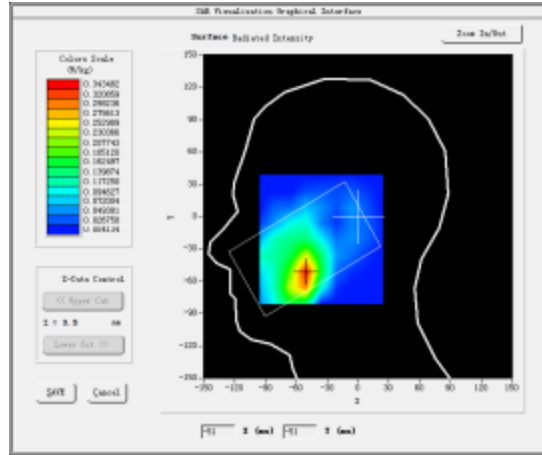 SAR Visualisation Graphical Interface
Surface Radiated Intensity
Zoom In/Out
Colors Scale
(W/kg)
0.343482
0.320859
0.298236
0.275613
0.252989
0.230366
0.207743
0.185120
0.162497
0.139874
0.117250
0.094627
0.072004
0.049381
0.026758
0.004134
150
120
90
60
30
0
-30
-60
-90
-120
-150
Y
-150 -120 -90 -60 -30 0 30 60 90 120 150
X
Z-Cuts Control
<< Upper Cut
Z = 3.5 mm
Lower Cut >>
SAVE Cancel
-51 X (mm) -51 Y (mm)